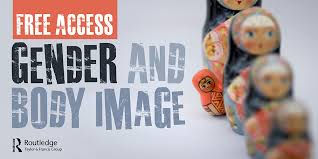 FREE ACCESS
GENDER AND
BODY IMAGE
Routledge
Taylor & Francis Group